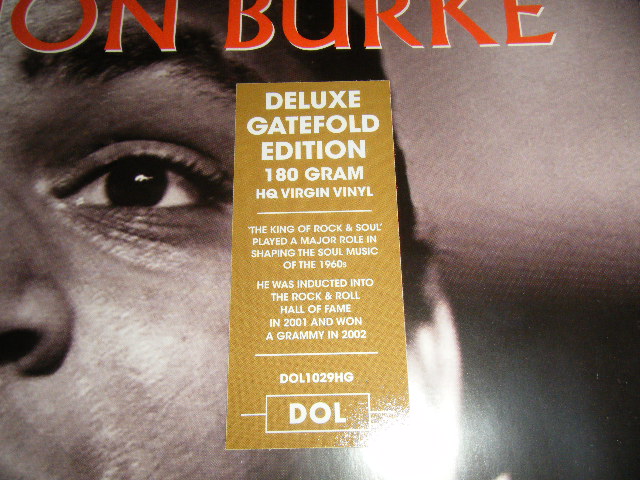 ON BURKE
DELUXE
GATEFOLD
EDITION
180 GRAM
HQ VIRGIN VINYL
'THE KING OF ROCK & SOUL'
PLAYED A MAJOR ROLE IN
SHAPING THE SOUL MUSIC
OF THE 1960s
HE WAS INDUCTED INTO
THE ROCK & ROLL
HALL OF FAME
IN 2001 AND WON
A GRAMMY IN 2002
DOL1029HG
DOL